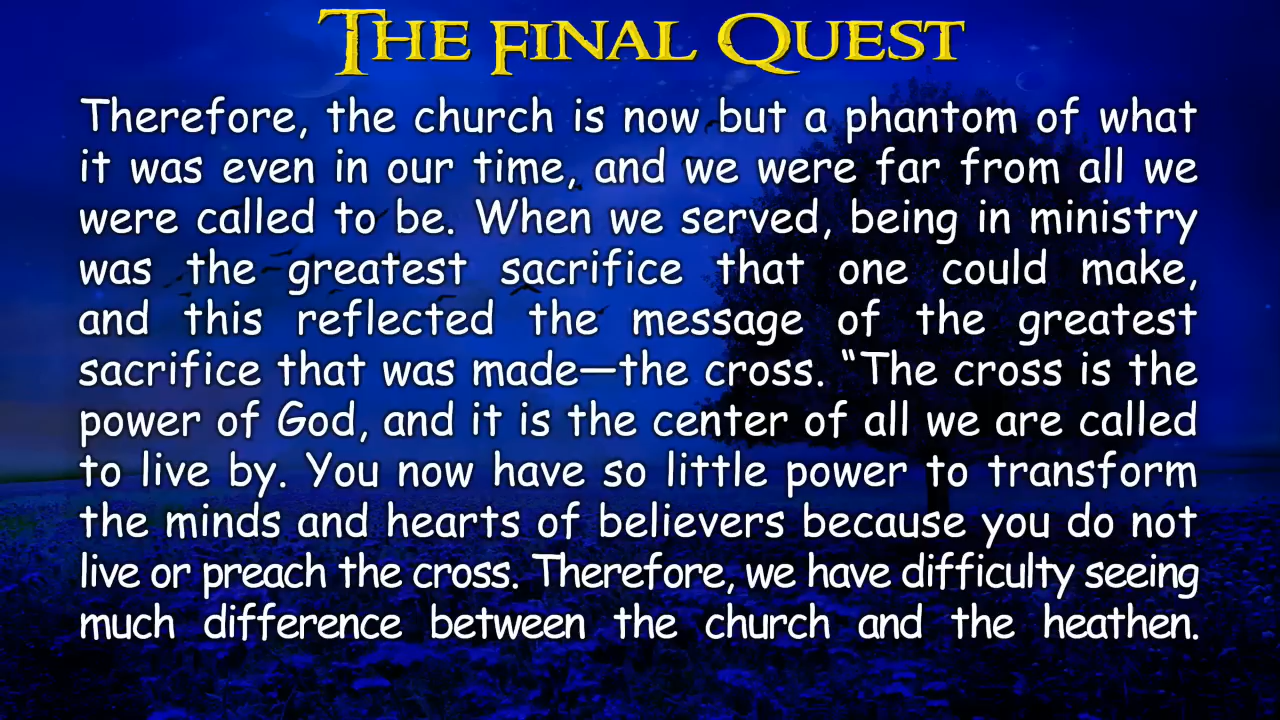 THE FINAL QUEST
Therefore, the church is now but a phantom of what
it was even in our time, and we were far from all we
were called to be. When we served, being in ministry
was the greatest sacrifice that one could make,
and this reflected the message of the greatest
sacrifice that was made—the cross. “The cross is the
power of God, and it is the center of all we are called
to live by. You now have so little power to transform
the minds and hearts of believers because you do not
live or preach the cross. Therefore, we have difficulty seeing
much difference between the church and the heathen.